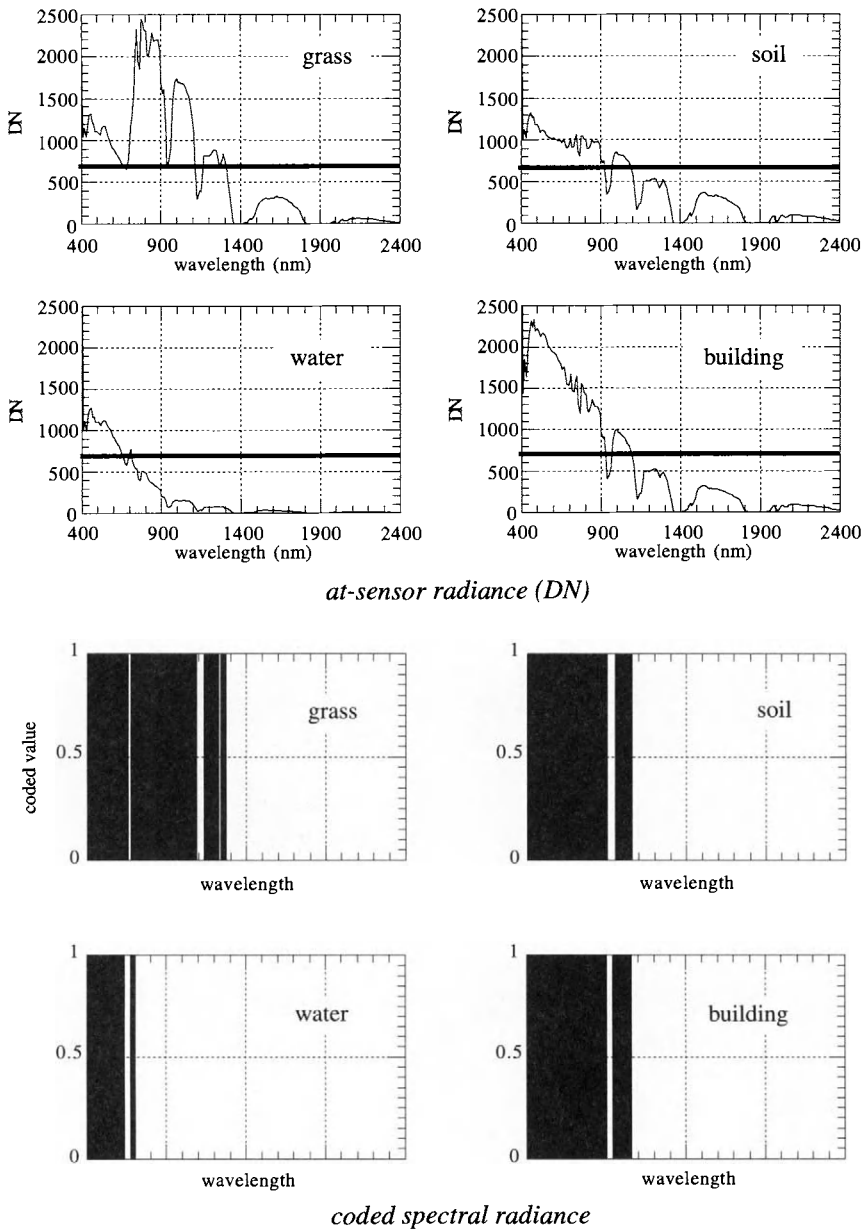 grass
DN
2500
2000
1500
1000
500
0
400 900 1400 1900 2400
wavelength (nm)
soil
DN
2500
2000
1500
1000
500
0
400 900 1400 1900 2400
wavelength (nm)
water
DN
2500
2000
1500
1000
500
0
400 900 1400 1900 2400
wavelength (nm)
building
DN
2500
2000
1500
1000
500
0
400 900 1400 1900 2400
wavelength (nm)
at-sensor radiance (DN)
grass
coded value
1
0.5
0
wavelength
soil
1
0.5
0
wavelength
water
1
0.5
0
wavelength
building
1
0.5
0
wavelength
coded spectral radiance